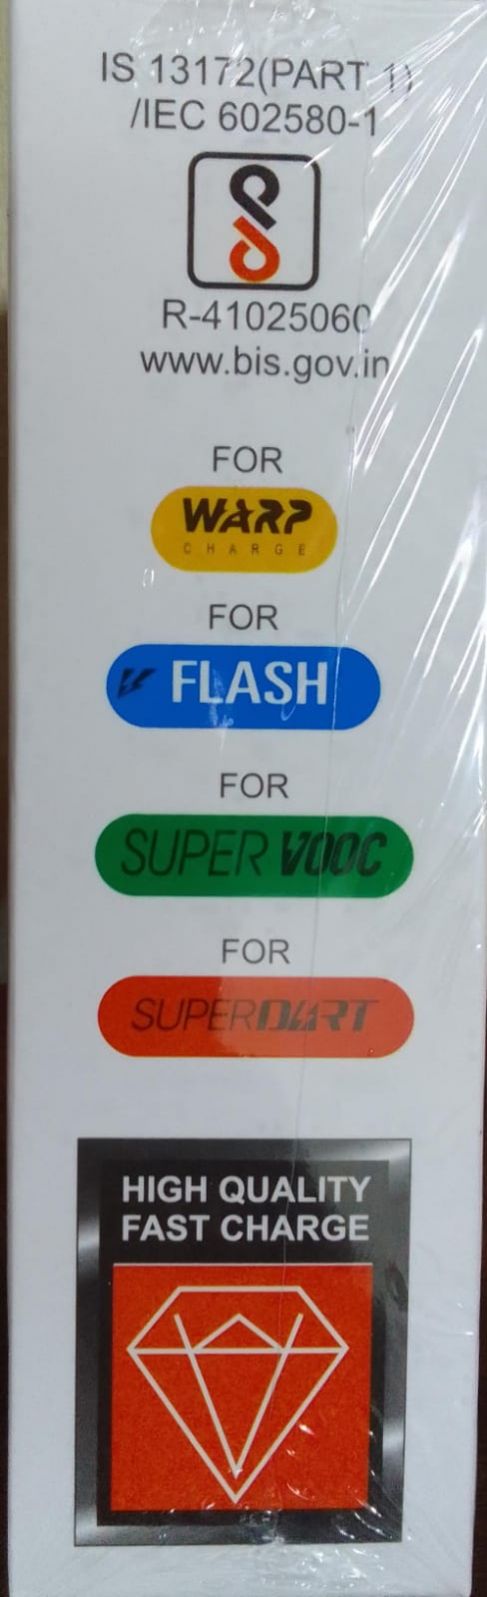 IS 13172(PART 1)
/IEC 602580-1
R-41025060
www.bis.gov.in
FOR
WARP
CHARGE
FOR
FLASH
FOR
SUPER VOOC
FOR
SUPERDART
HIGH QUALITY
FAST CHARGE